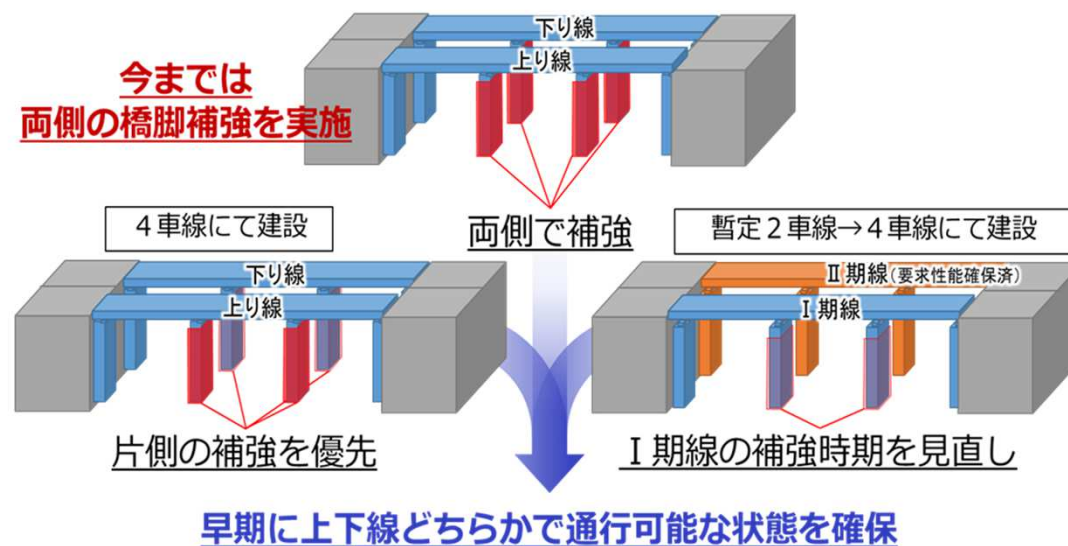 下り線
上り線
今までは
両側の橋脚補強を実施
両側で補強
4車線にて建設
下り線
上り線
片側の補強を優先
暫定2車線→4車線にて建設
Ⅱ期線(要求性能確保済)
Ⅰ期線
Ⅰ期線の補強時期を見直し
早期に上下線どちらかで通行可能な状態を確保